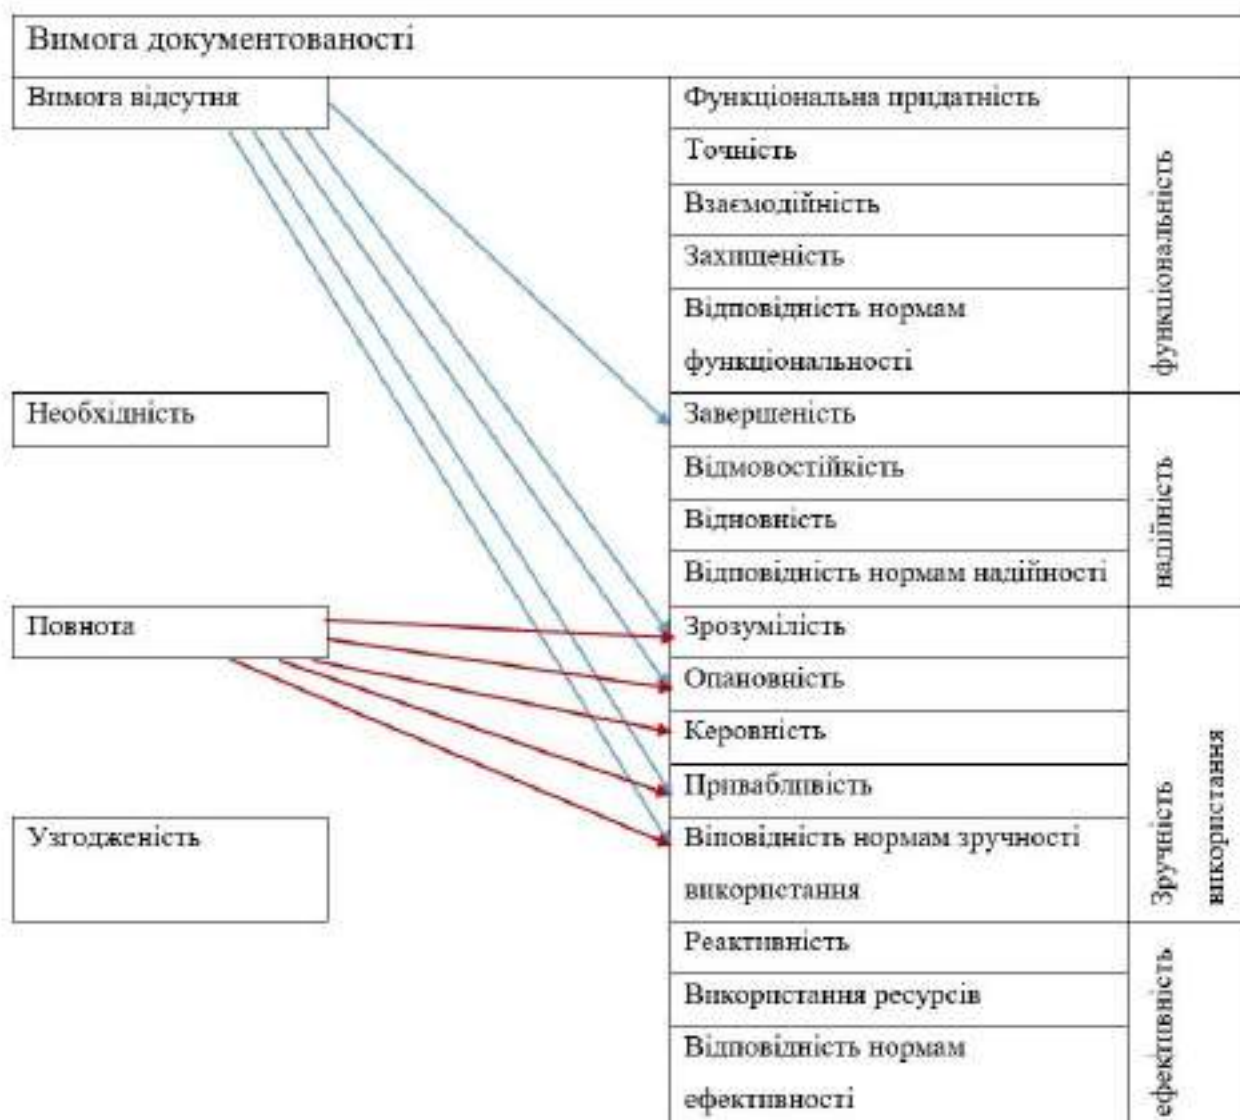 Вимога документованості
Вимога відсутня
Функціональна придатність
Точність
Взаємодійність
Захищеність
Відповідність нормам
функціональності
функціональність
Необхідність
Завершеність
Відмовостійкість
Відновність
Відповідність нормам надійності
надійність
Повнота
Зрозумілість
Опановність
Керовність
Привабливість
Узгодженість
Віповідність нормам зручності
використання
Зручність
використання
Реактивність
Використання ресурсів
Відповідність нормам
ефективності
ефективність